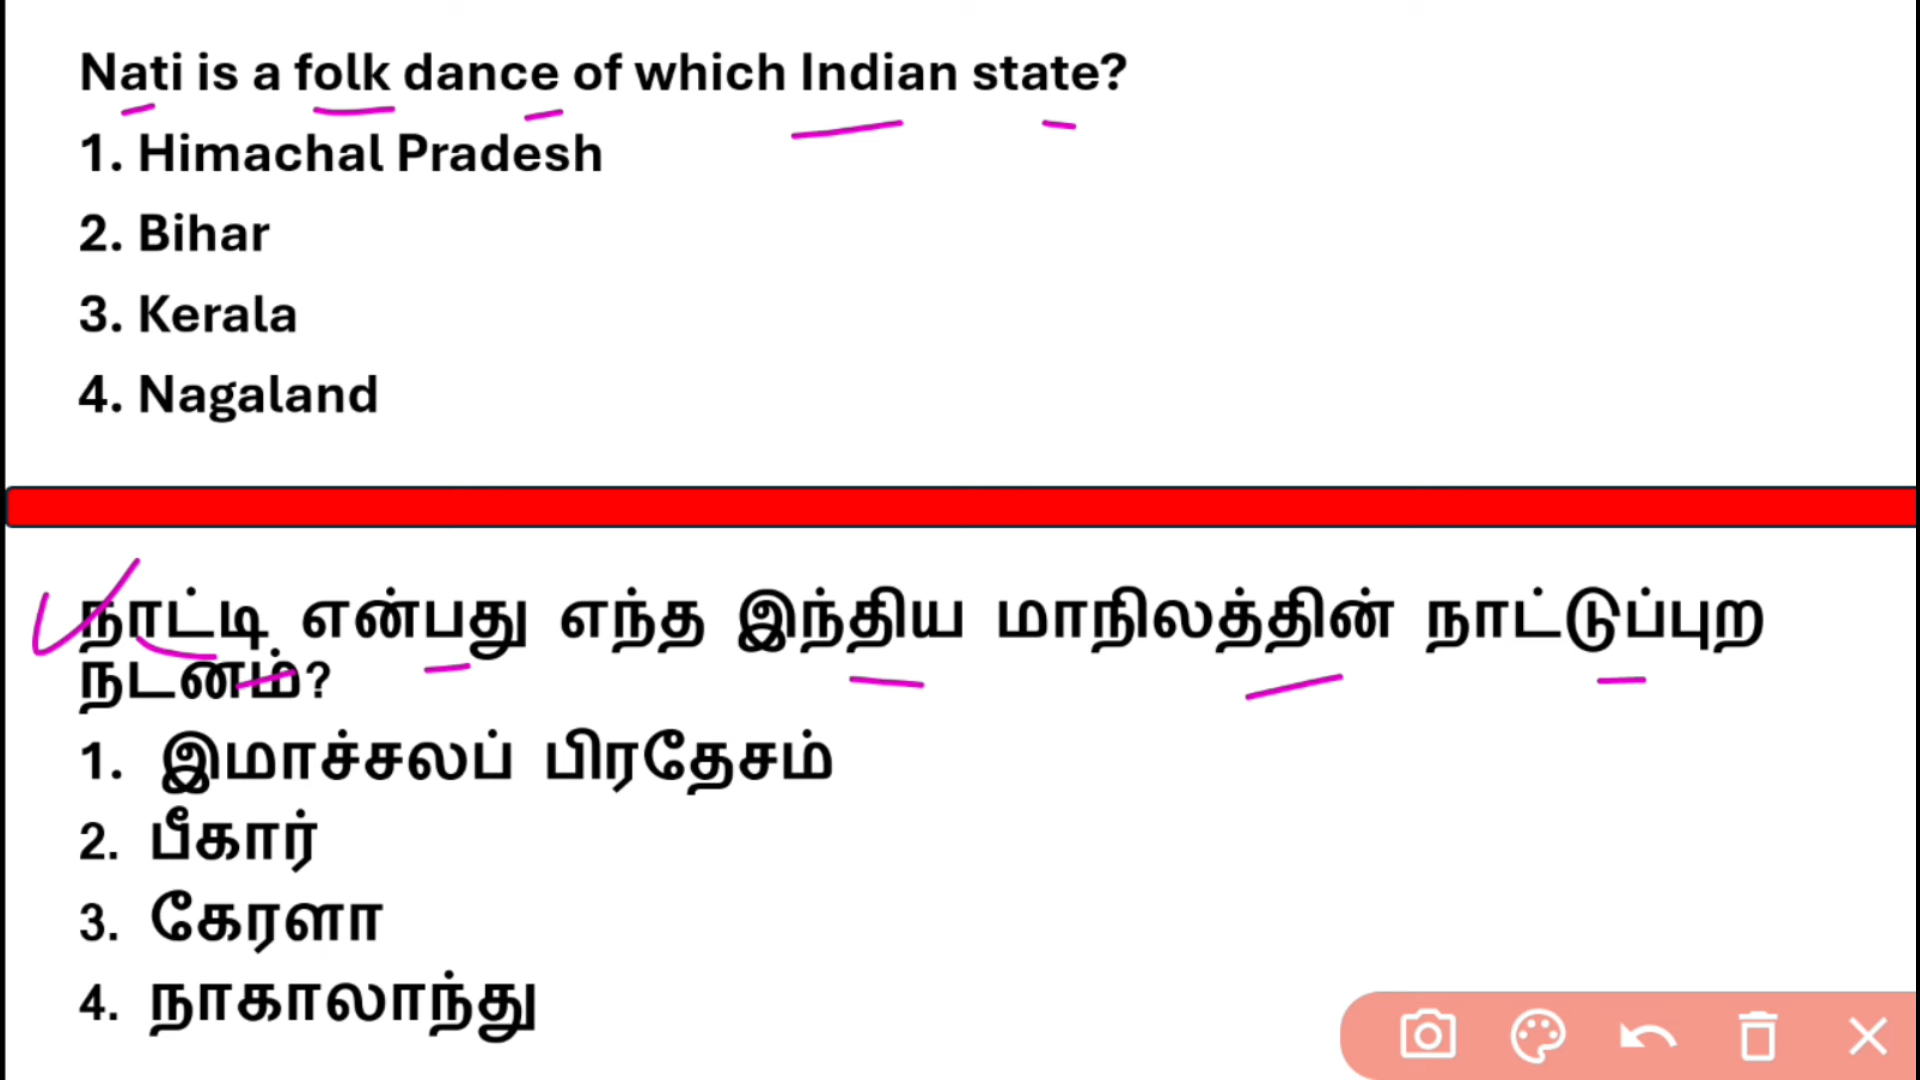 Nati is a folk dance of which Indian state?
1. Himachal Pradesh
2. Bihar
3. Kerala
4. Nagaland
நாட்டி என்பது எந்த இந்திய மாநிலத்தின் நாட்டுப்புற
நடனம்?
1. இமாச்சலப் பிரதேசம்
2. பீகார்
3. கேரளா
4. நாகாலாந்து